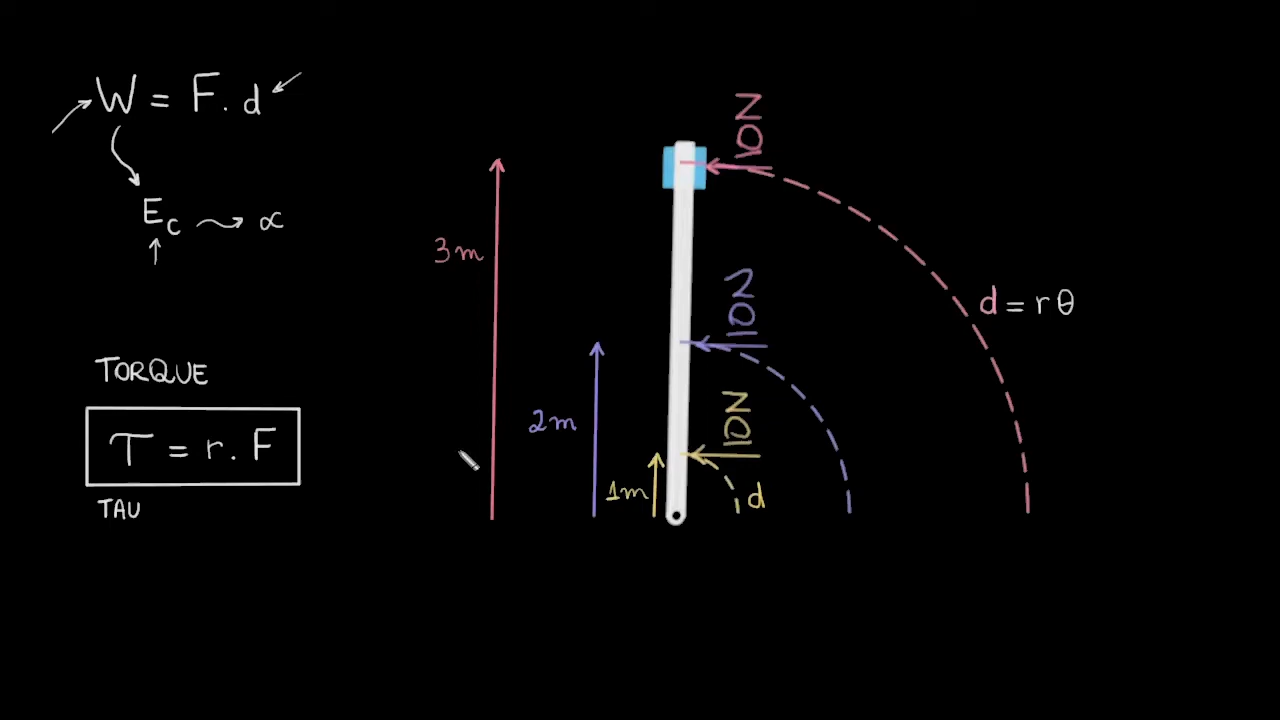 W = F. d
Ec ⤳ ∝
TORQUE
τ = r. F
TAU
3m
2m
1m
10N
10N
10N
d
d = rθ